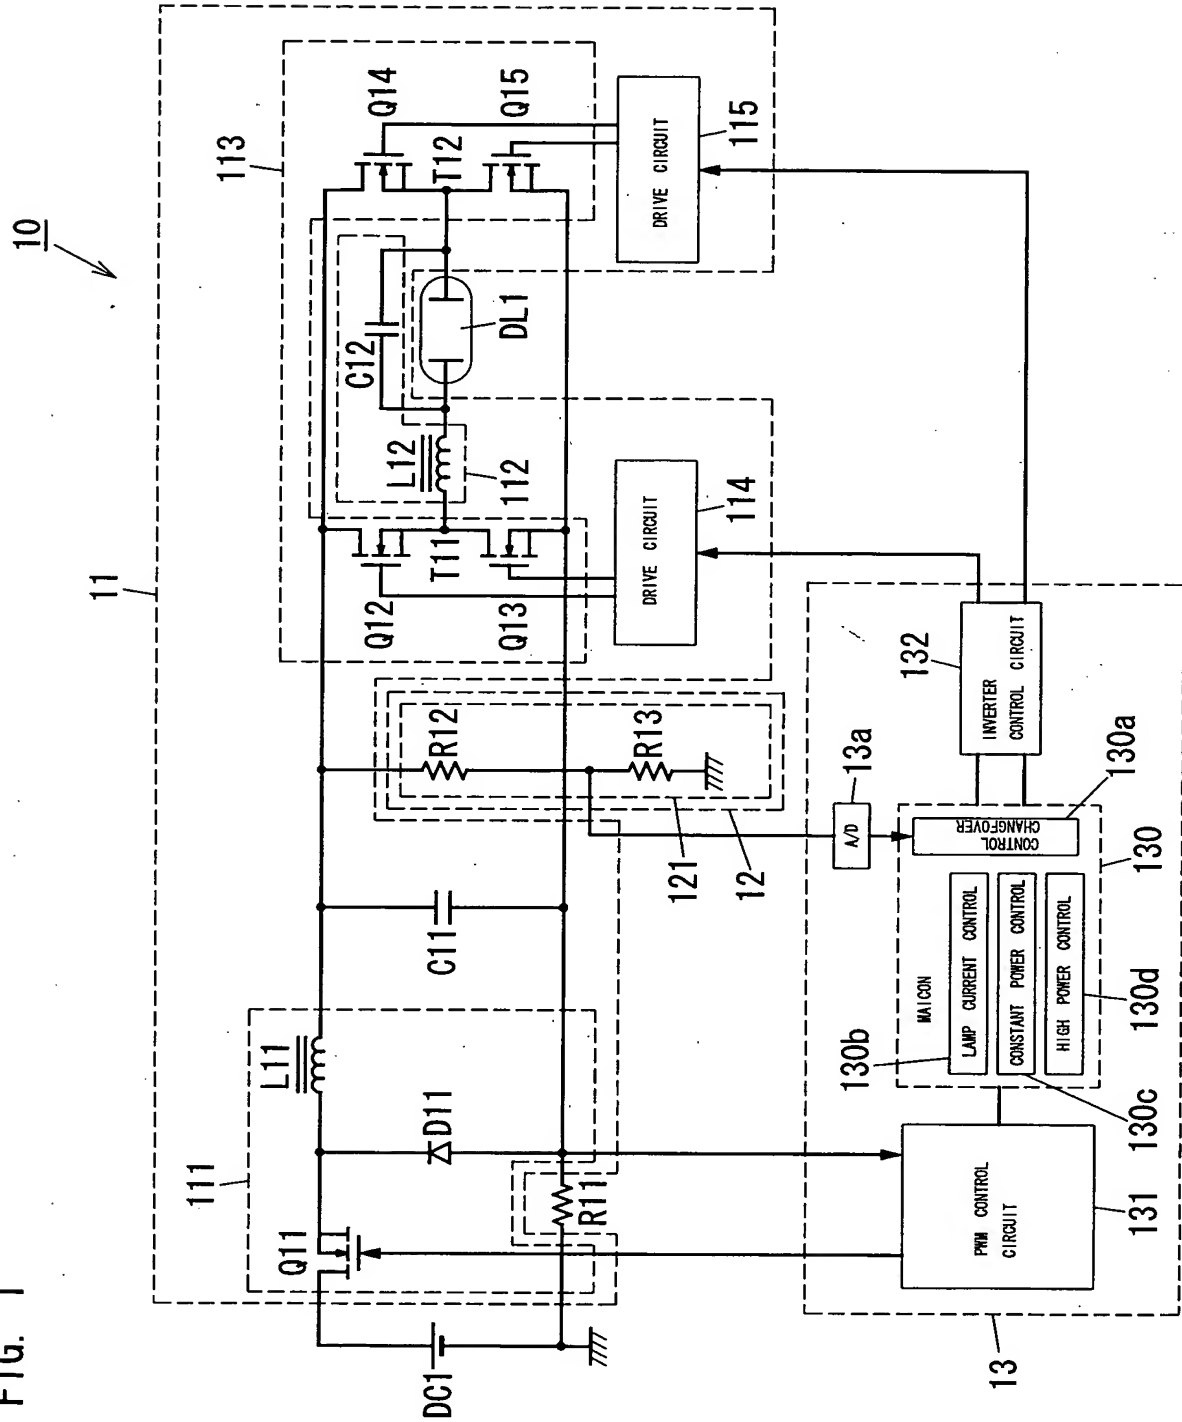 FIG. 1
10
11
113
111
Q11
L11
D11
R11
DC1
C11
R12
R13
121
12
Q12
Q13
T11
L12
112
C12
DL1
Q14
T12
Q15
DRIVE CIRCUIT
114
DRIVE CIRCUIT
115
13
PWM CONTROL
CIRCUIT
131
MAICON
130b
LAMP CURRENT CONTROL
CONSTANT POWER CONTROL
HIGH POWER CONTROL
130c
130d
130
CONTROL
CHANGFOVER
130a
A/D
13a
INVERTER
CONTROL CIRCUIT
132